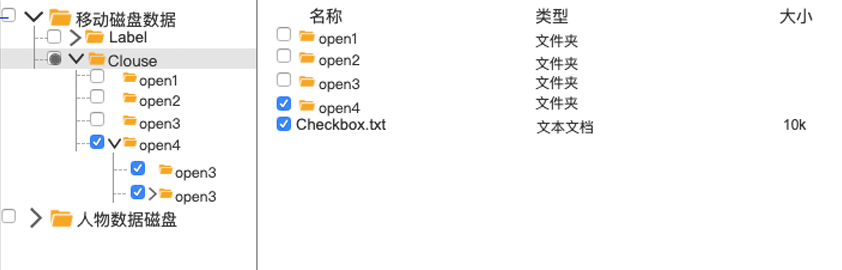 移动磁盘数据
Label
Clouse
open1
open2
open3
open4
open3
open3
人物数据磁盘
名称 类型 大小
open1 文件夹
open2 文件夹
open3 文件夹
open4 文件夹
Checkbox.txt 文本文档 10k